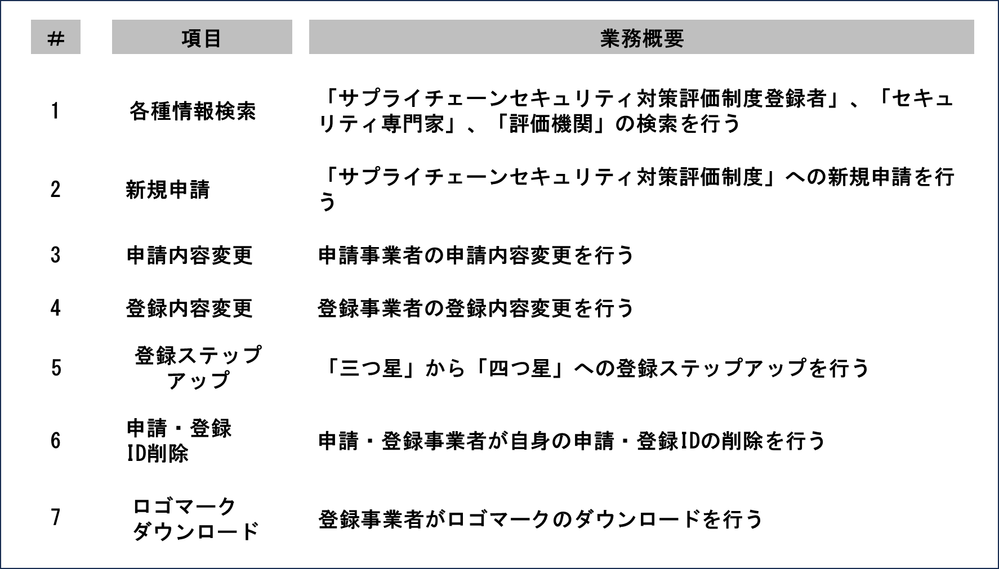 # 項目 業務概要
1 各種情報検索 「サプライチェーンセキュリティ対策評価制度登録者」、「セキュ
リティ専門家」、「評価機関」の検索を行う
2 新規申請 「サプライチェーンセキュリティ対策評価制度」への新規申請を行
う
3 申請内容変更 申請事業者の申請内容変更を行う
4 登録内容変更 登録事業者の登録内容変更を行う
5 登録ステップ
アップ 「三つ星」から「四つ星」への登録ステップアップを行う
6 申請・登録
ID削除 申請・登録事業者が自身の申請・登録IDの削除を行う
7 ロゴマーク
ダウンロード 登録事業者がロゴマークのダウンロードを行う